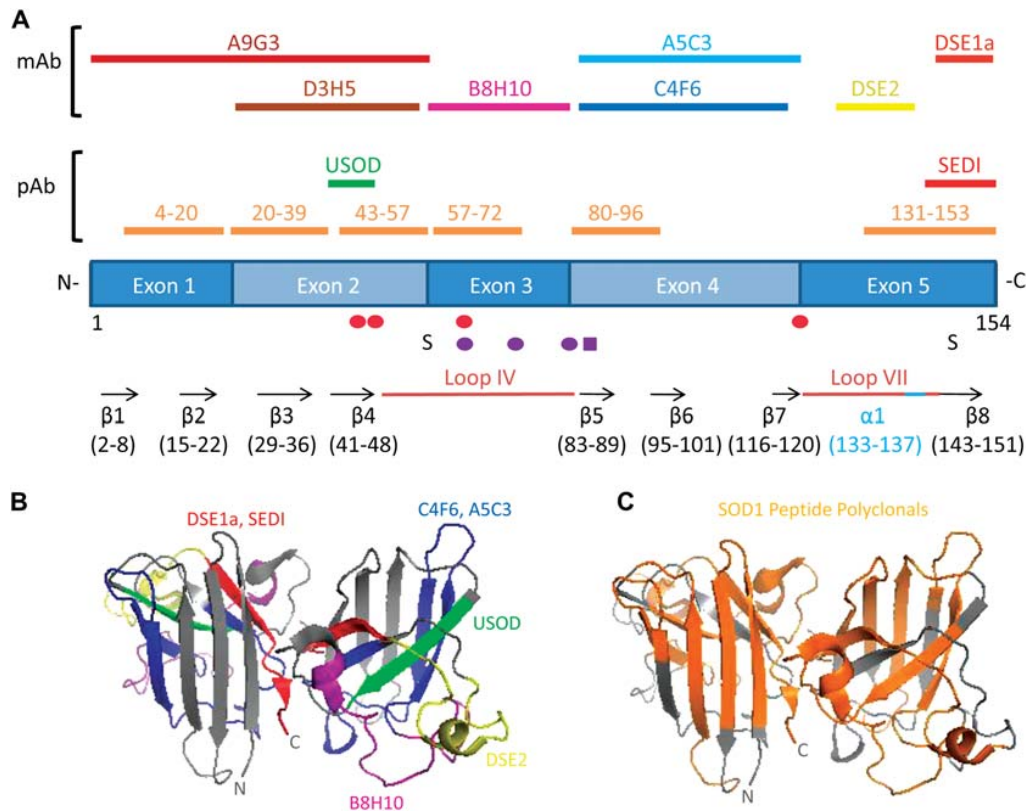 A
mAb
A9G3
A5C3
DSE1a
D3H5
B8H10
C4F6
DSE2
pAb
USOD
SEDI
4-20
20-39
43-57
57-72
80-96
131-153
N-
Exon 1
Exon 2
Exon 3
Exon 4
Exon 5
-C
1
154
S
S
Loop IV
Loop VII
β1
β2
β3
β4
β5
β6
β7
α1
β8
(2-8)
(15-22)
(29-36)
(41-48)
(83-89)
(95-101)
(116-120)
(133-137)
(143-151)
B
DSE1a, SEDI
C4F6, A5C3
USOD
C
N
DSE2
B8H10
C
SOD1 Peptide Polyclonals
C
N